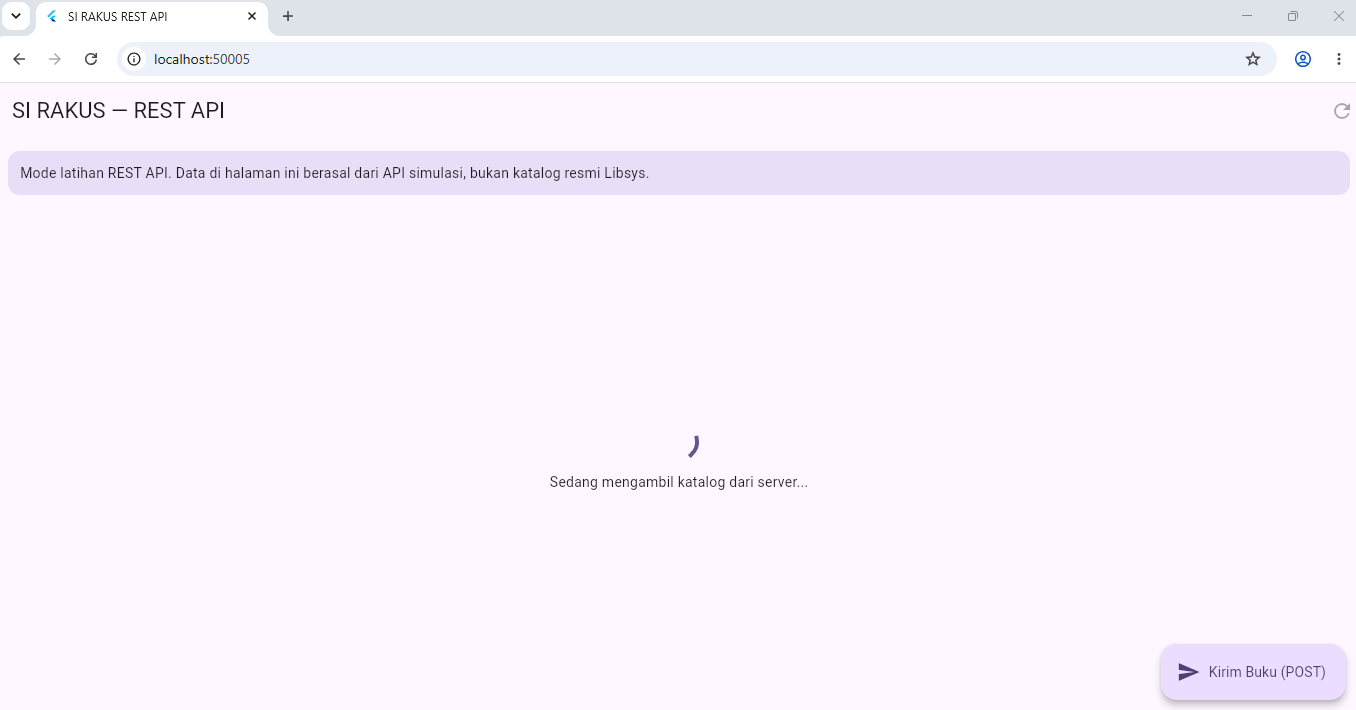 SI RAKUS REST API
localhost:50005
SI RAKUS — REST API
Mode latihan REST API. Data di halaman ini berasal dari API simulasi, bukan katalog resmi Libsys.
Sedang mengambil katalog dari server...
Kirim Buku (POST)